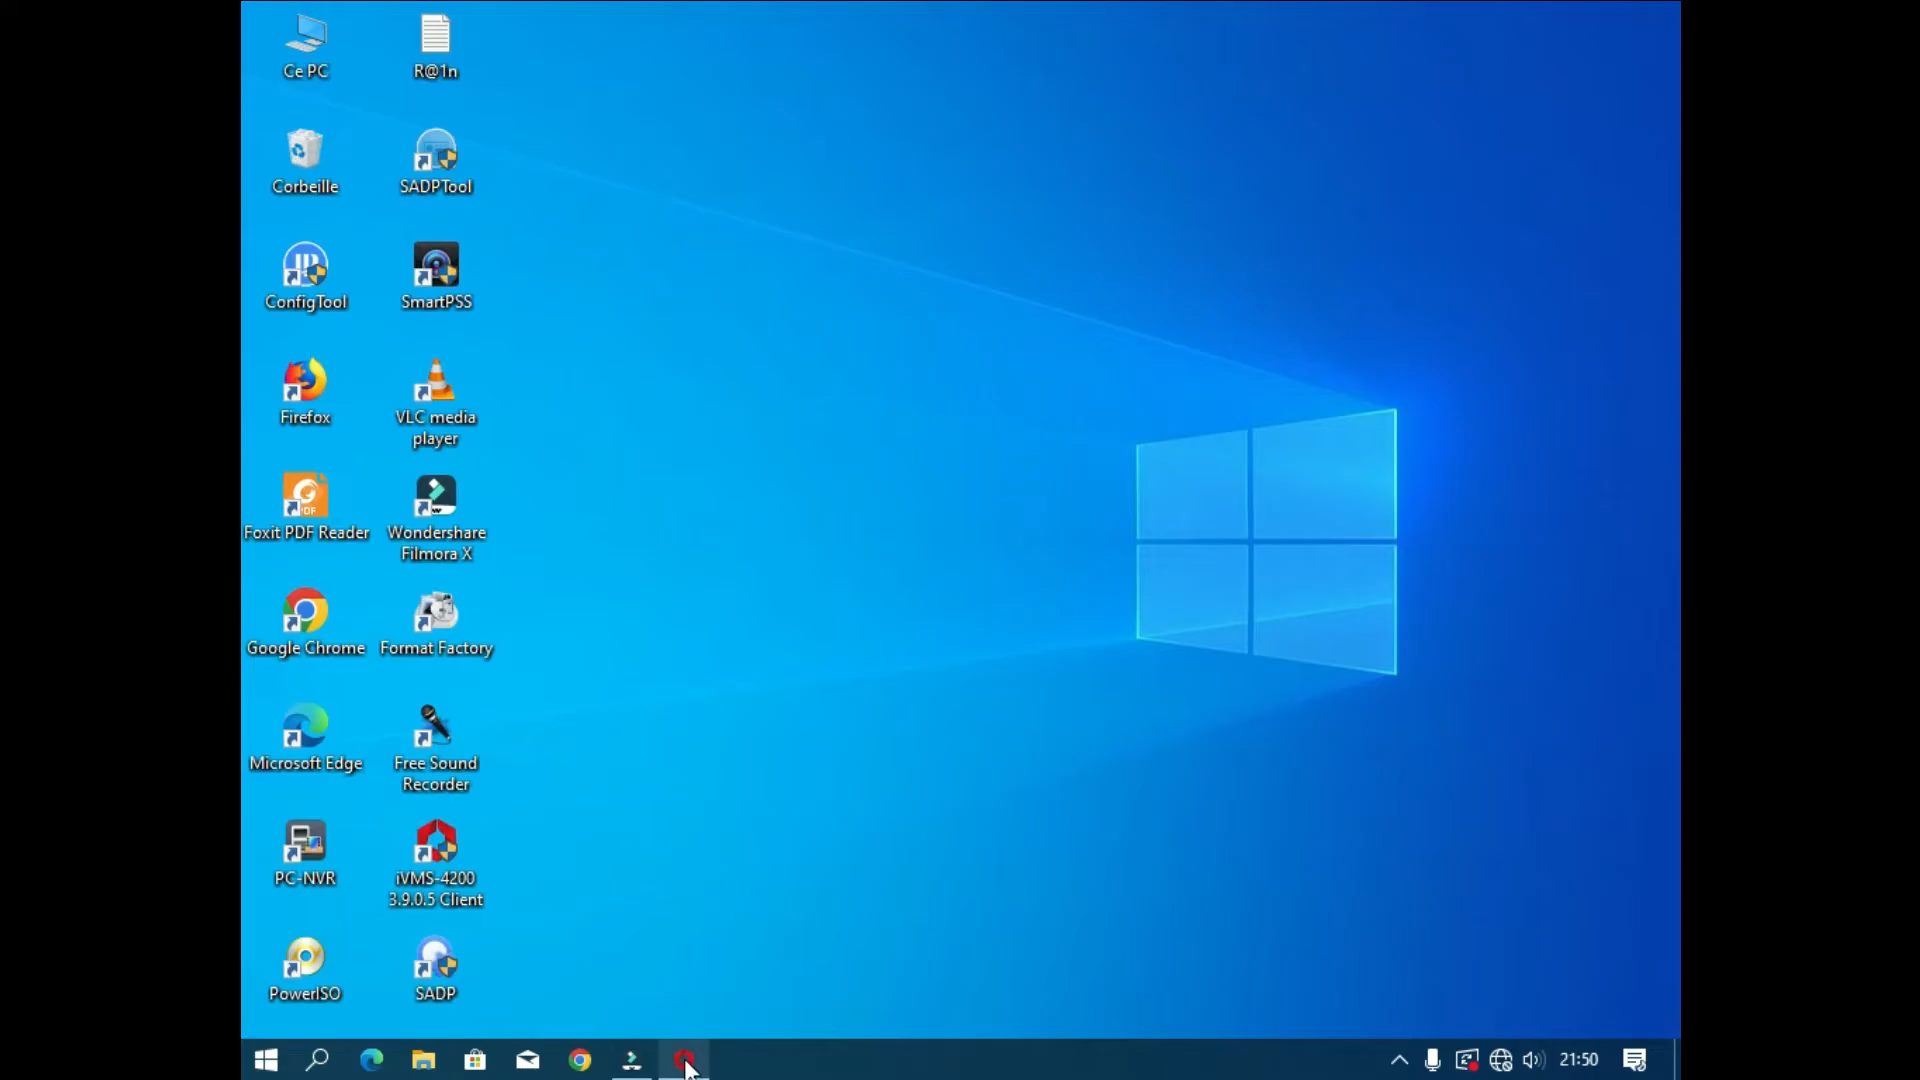 Ce PC
R@1n
Corbeille
SADPTool
ConfigTool
SmartPSS
Firefox
VLC media
player
Foxit PDF Reader
Wondershare
Filmora X
Google Chrome
Format Factory
Microsoft Edge
Free Sound
Recorder
PC-NVR
iVMS-4200
3.9.0.5 Client
PowerISO
SADP
21:50